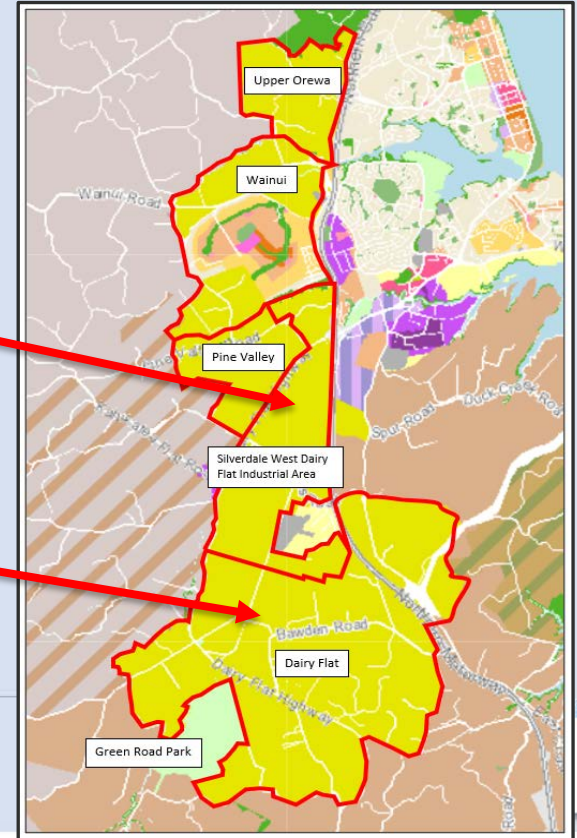 Upper Orewa
Wainui
Wainui Road
Pine Valley
Silverdale West Dairy
Flat Industrial Area
Spur Road
Duck Creek Road
Bawden Road
Dairy Flat
Dairy Flat Highway
Northern Motorway
Green Road Park
Road